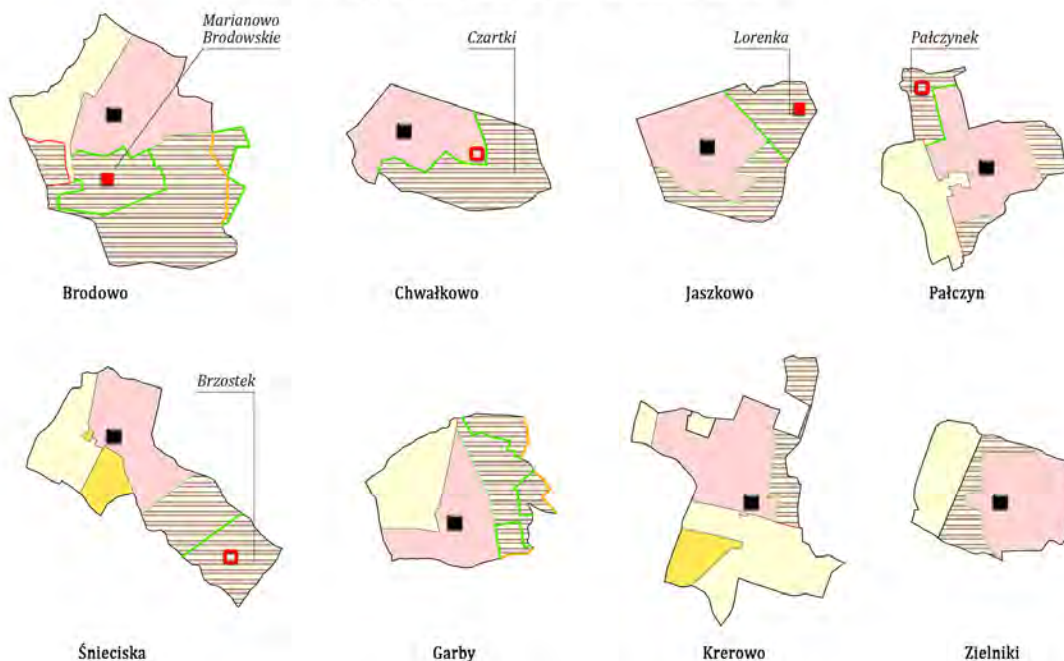 Marianowo
Brodowskie
Czartki
Lorenka
Pałczynek
Brodowo
Chwałkowo
Jaszkowo
Pałczyn
Brzostek
Śnieciska
Garby
Krerowo
Zielniki